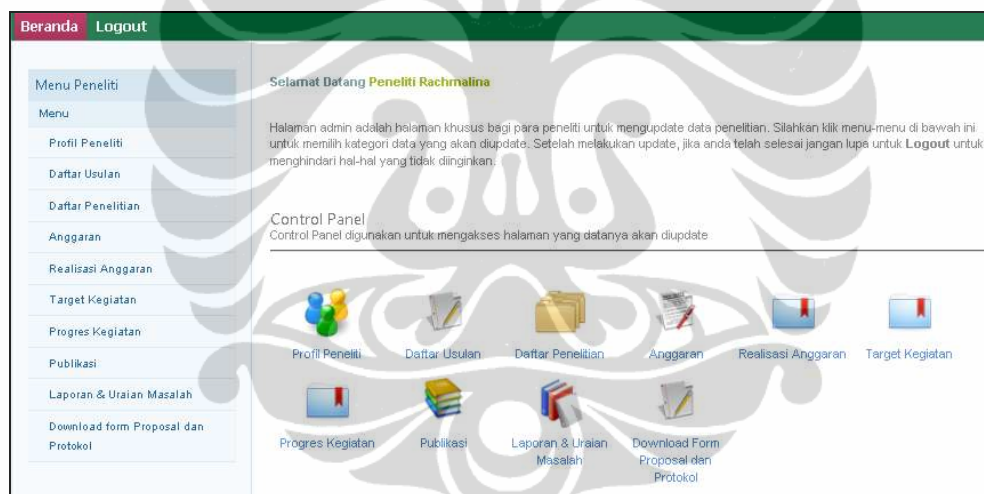 Beranda Logout
Menu Peneliti
Menu
Profil Peneliti
Daftar Usulan
Daftar Penelitian
Anggaran
Realisasi Anggaran
Target Kegiatan
Progres Kegiatan
Publikasi
Laporan & Uraian Masalah
Download form Proposal dan
Protokol
Selamat Datang Peneliti Rachmalina
Halaman admin adalah halaman khusus bagi para peneliti untuk mengupdate data penelitian. Silahkan klik menu-menu di bawah ini
untuk memilih kategori data yang akan diupdate. Setelah melakukan update, jika anda telah selesai jangan lupa untuk Logout untuk
menghindari hal-hal yang tidak diinginkan.
Control Panel
Control Panel digunakan untuk mengakses halaman yang datanya akan diupdate
Profil Peneliti Daftar Usulan Daftar Penelitian Anggaran Realisasi Anggaran Target Kegiatan
Progres Kegiatan Publikasi Laporan & Uraian Download Form
Masalah Proposal dan
Protokol